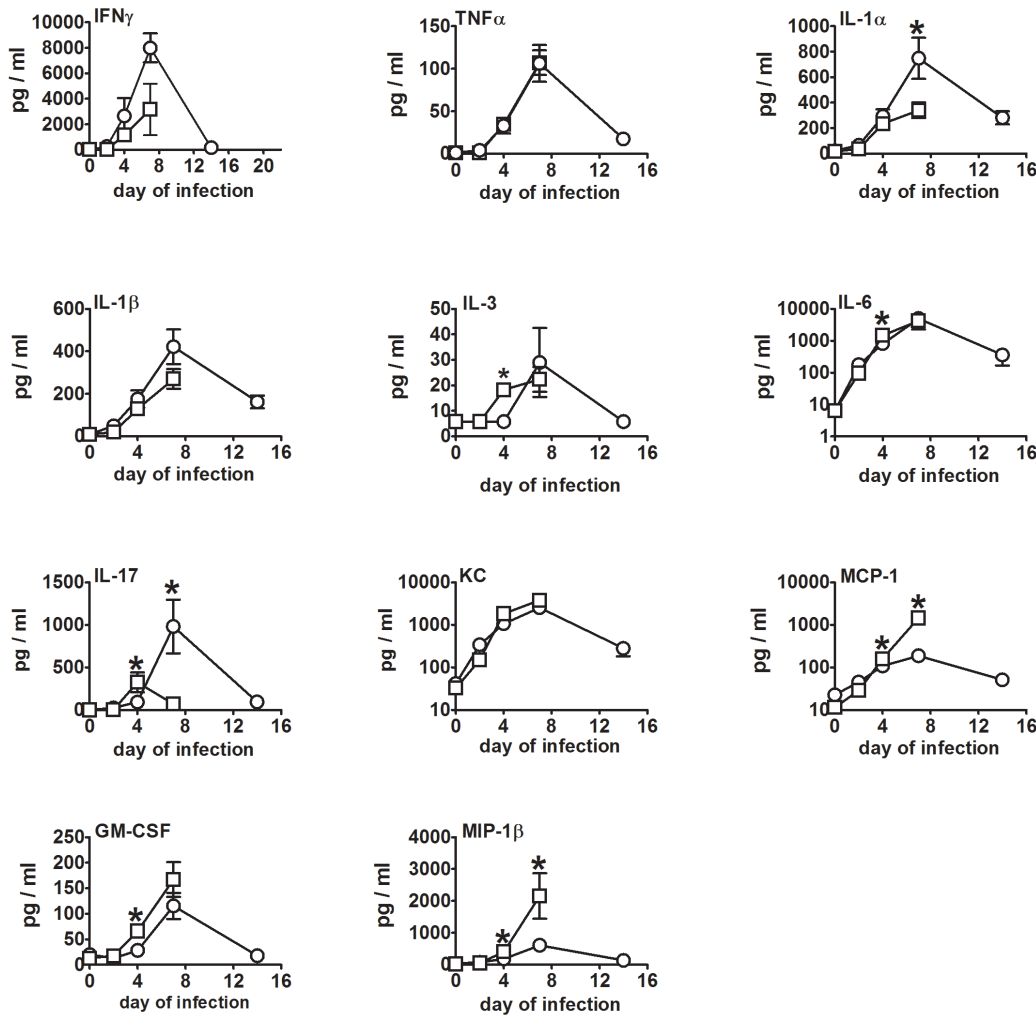 IFNγ
10000
8000
6000
4000
2000
0
pg / ml
0 4 8 12 16 20
day of infection
TNFα
150
100
50
0
pg / ml
0 4 8 12 16
day of infection
IL-1α
*
1000
800
600
400
200
0
pg / ml
0 4 8 12 16
day of infection
IL-1β
600
400
200
0
pg / ml
0 4 8 12 16
day of infection
IL-3
*
50
40
30
20
10
0
pg / ml
0 4 8 12 16
day of infection
IL-6
*
10000
1000
100
10
1
pg / ml
0 4 8 12 16
day of infection
IL-17
* *
1500
1000
500
0
pg / ml
0 4 8 12 16
day of infection
KC
10000
1000
100
10
pg / ml
0 4 8 12 16
day of infection
MCP-1
* *
10000
1000
100
10
pg / ml
0 4 8 12 16
day of infection
GM-CSF
*
250
200
150
100
50
0
pg / ml
0 4 8 12 16
day of infection
MIP-1β
* *
4000
3000
2000
1000
0
pg / ml
0 4 8 12 16
day of infection